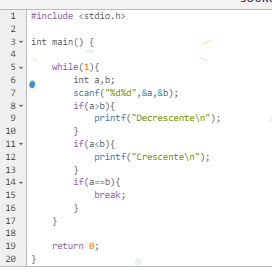 1 #include <stdio.h>
2
3 int main() {
4
5 while(1){
6 int a,b;
7 scanf("%d%d",&a,&b);
8 if(a>b){
9 printf("Decrescente\n");
10 }
11 if(a<b){
12 printf("Crescente\n");
13 }
14 if(a==b){
15 break;
16 }
17 }
18
19 return 0;
20 }